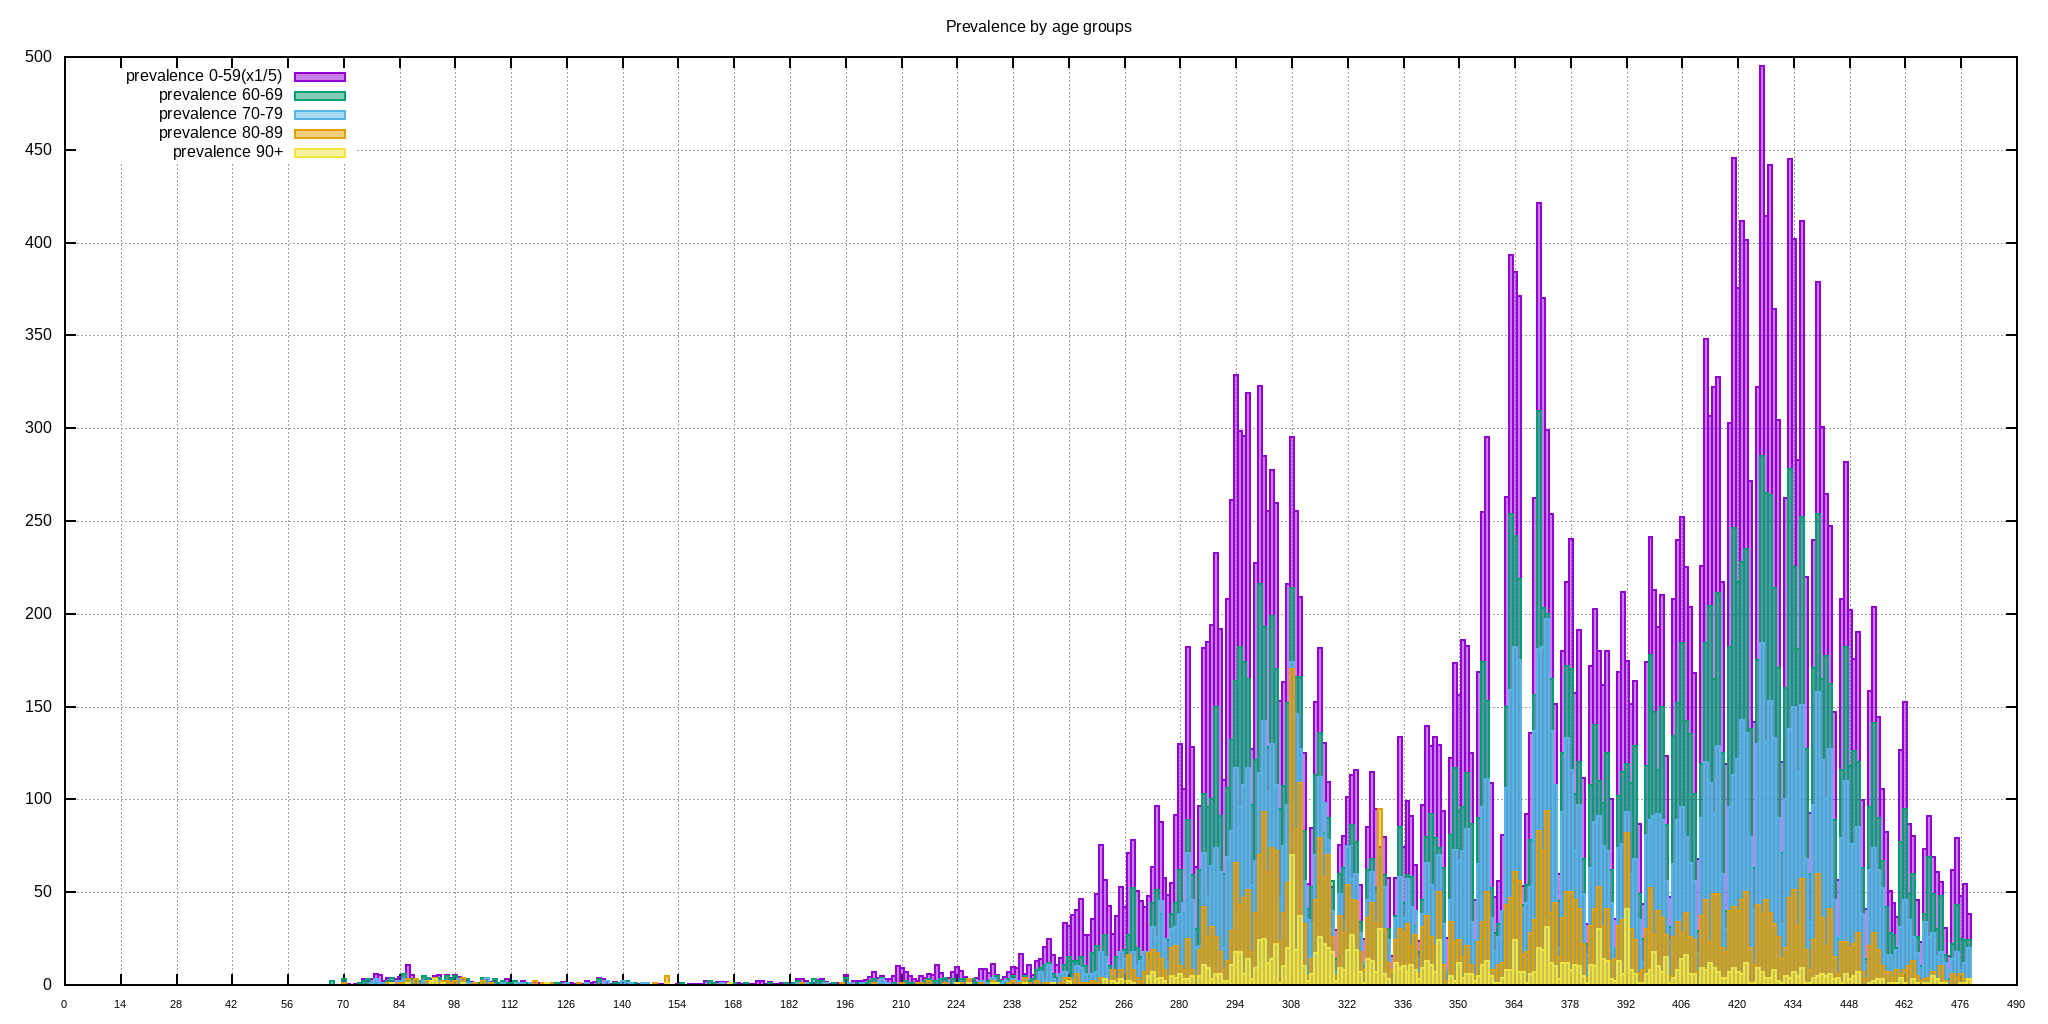 Prevalence by age groups
prevalence 0-59(x1/5)
prevalence 60-69
prevalence 70-79
prevalence 80-89
prevalence 90+
500
450
400
350
300
250
200
150
100
50
0
0 14 28 42 56 70 84 98 112 126 140 154 168 182 196 210 224 238 252 266 280 294 308 322 336 350 364 378 392 406 420 434 448 462 476 490